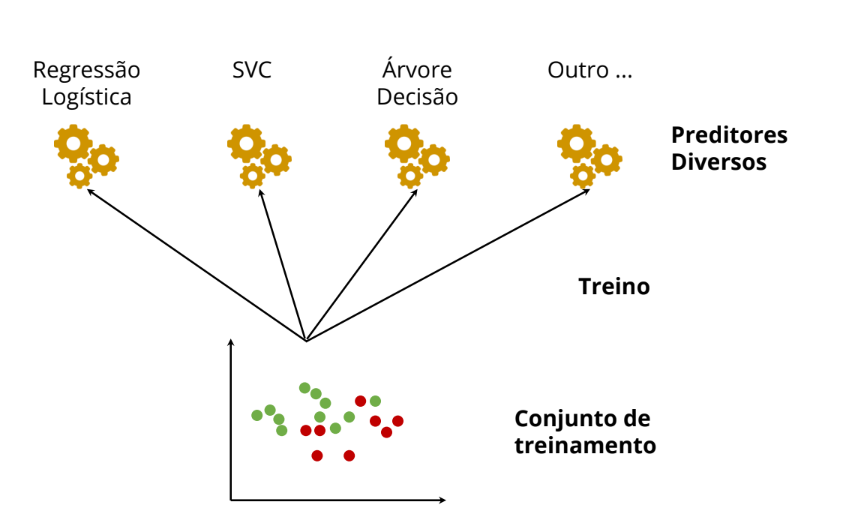 Regressão
Logística
SVC
Árvore
Decisão
Outro ...
Preditores
Diversos
Treino
Conjunto de
treinamento